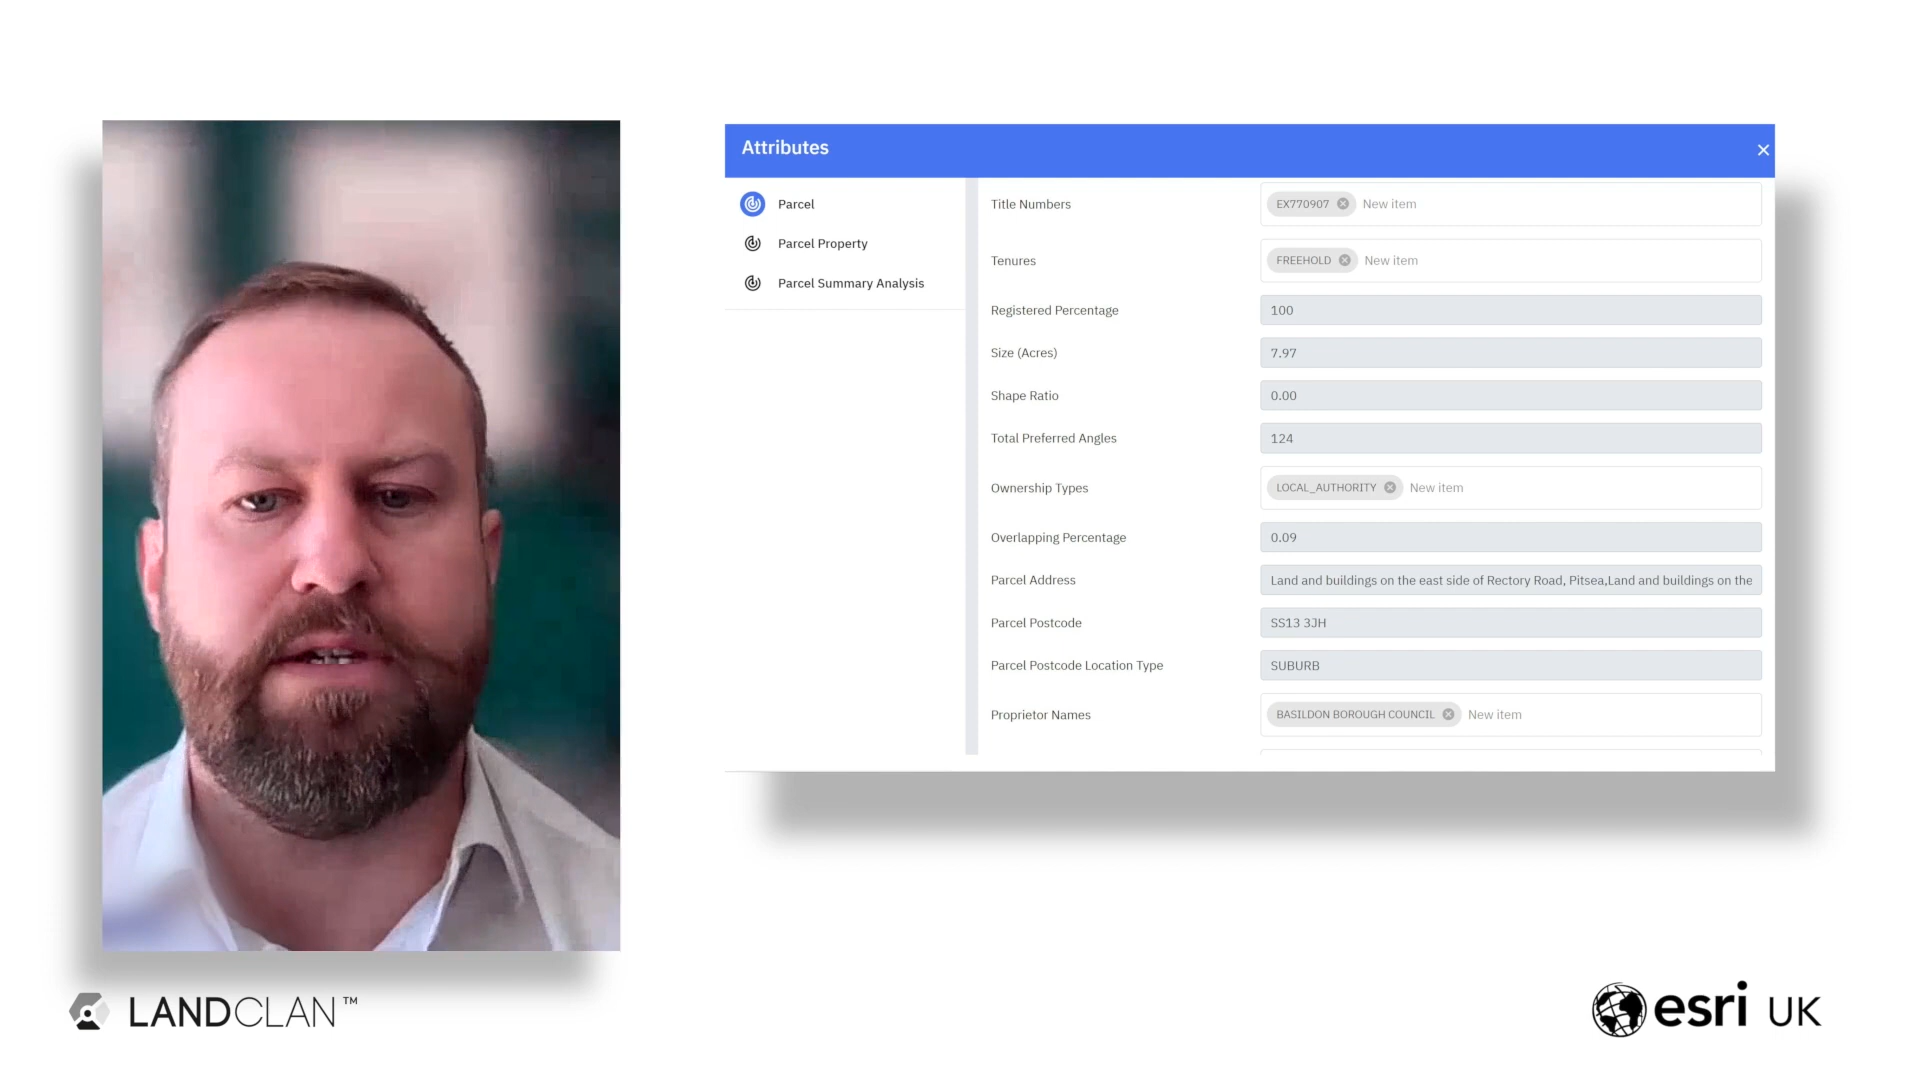 Attributes
Parcel
Parcel Property
Parcel Summary Analysis
Title Numbers EX770907 New item
Tenures FREEHOLD New item
Registered Percentage 100
Size (Acres) 7.97
Shape Ratio 0.00
Total Preferred Angles 124
Ownership Types LOCAL_AUTHORITY New item
Overlapping Percentage 0.09
Parcel Address Land and buildings on the east side of Rectory Road, Pitsea,Land and buildings on the
Parcel Postcode SS13 3JH
Parcel Postcode Location Type SUBURB
Proprietor Names BASILDON BOROUGH COUNCIL New item
LANDCLAN™
esri UK